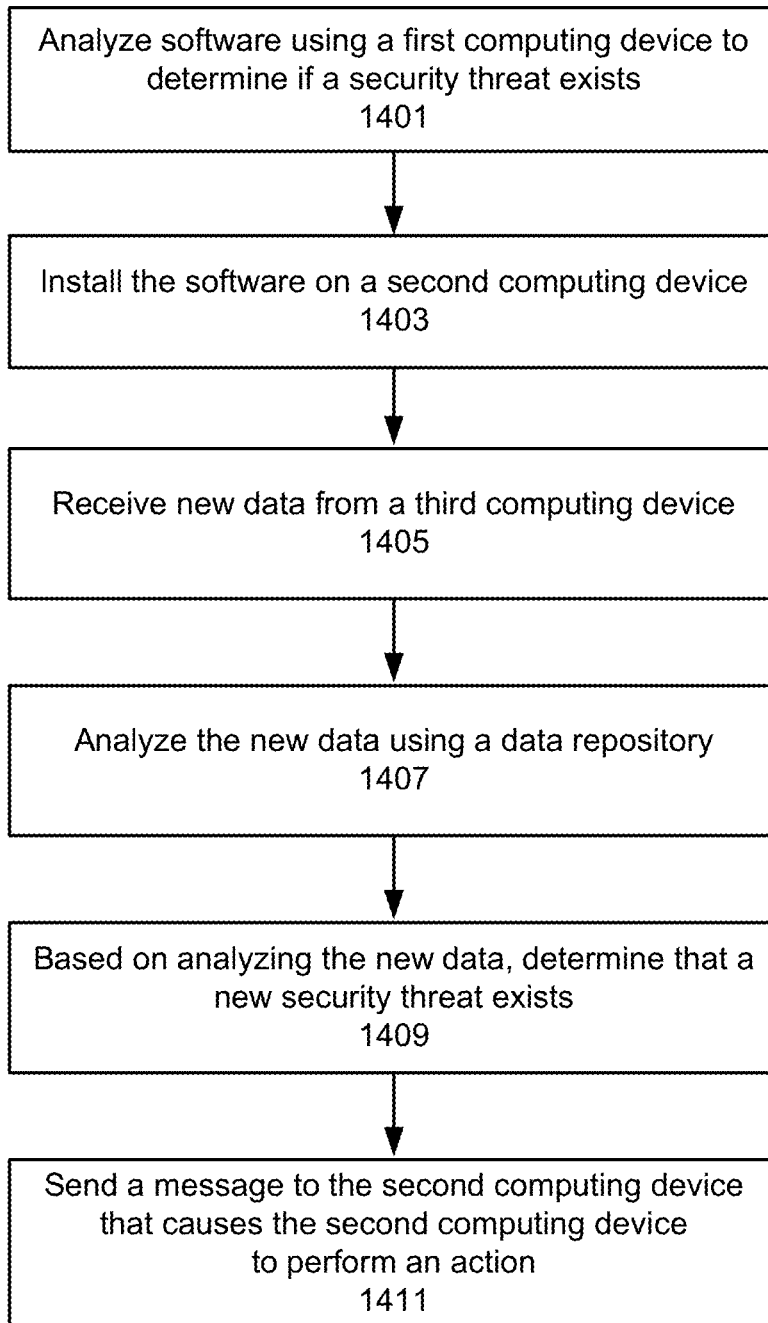 Analyze software using a first computing device to
determine if a security threat exists
1401
Install the software on a second computing device
1403
Receive new data from a third computing device
1405
Analyze the new data using a data repository
1407
Based on analyzing the new data, determine that a
new security threat exists
1409
Send a message to the second computing device
that causes the second computing device
to perform an action
1411